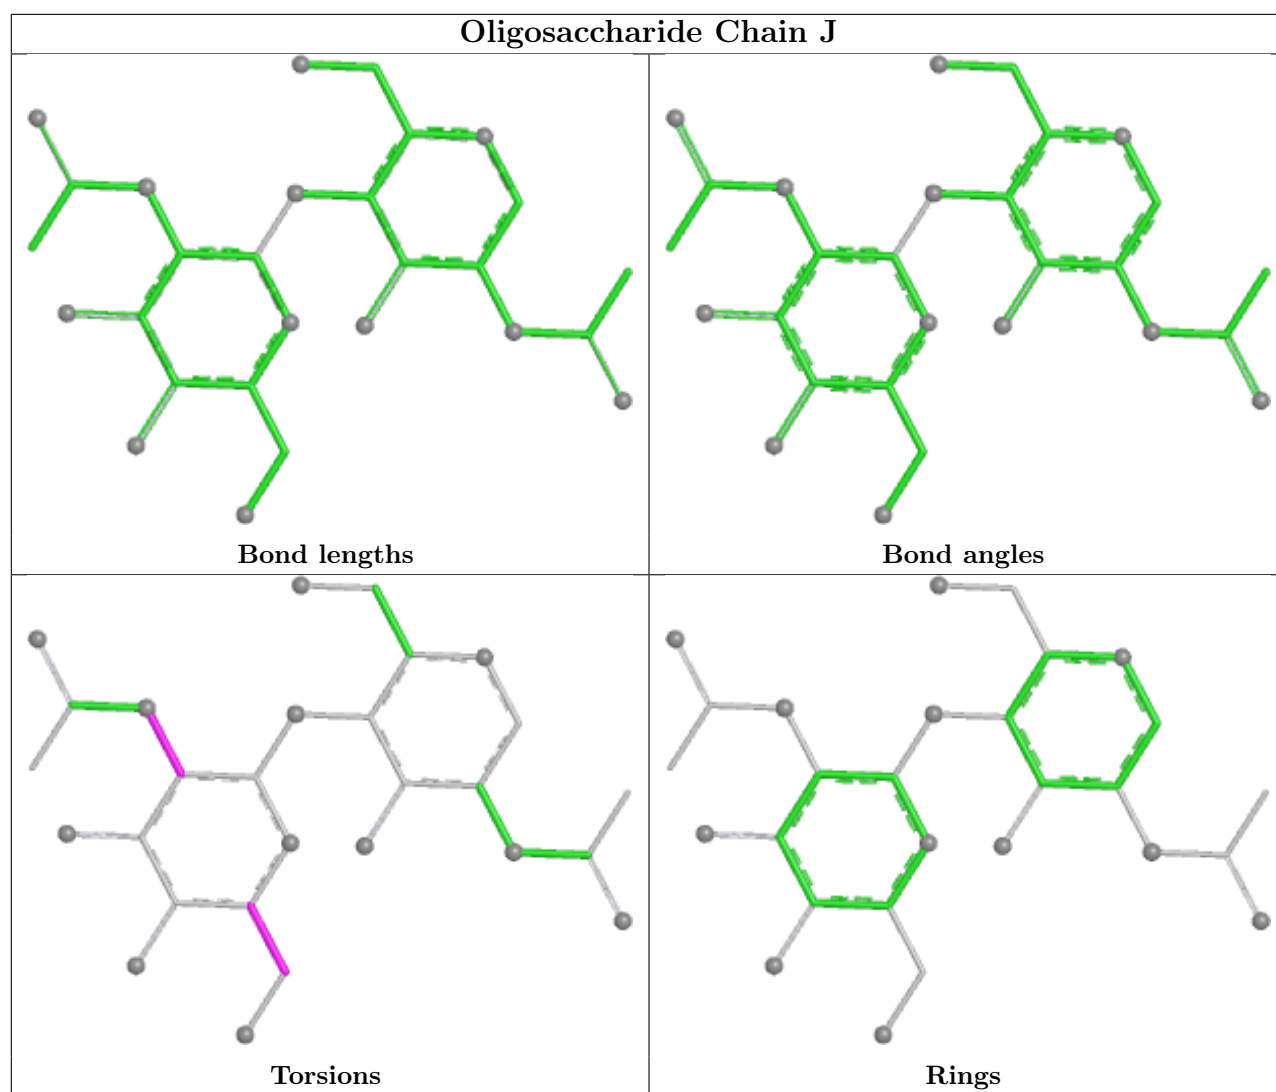 Oligosaccharide Chain J
Bond lengths
Bond angles
Torsions
Rings